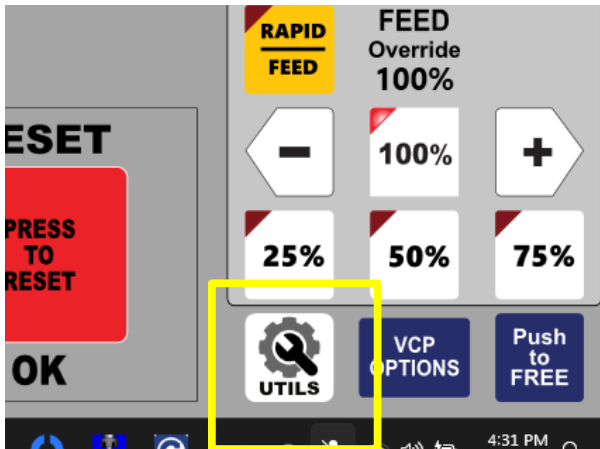 RAPID
FEED
FEED
Override
100%
ESET
100%
PRESS
TO
RESET
25%
50%
75%
OK
UTILS
VCP
OPTIONS
Push
to
FREE
4:31 PM